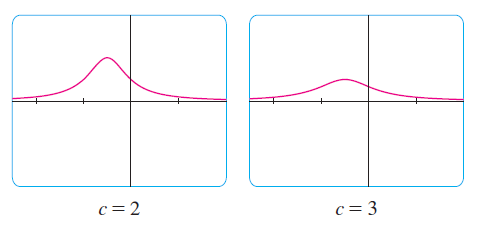 c = 2
c = 3